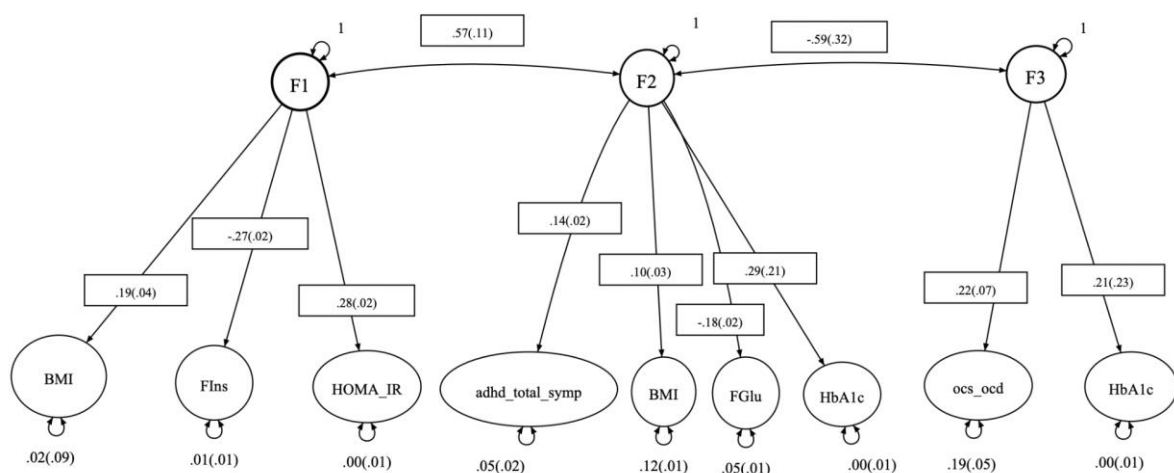 1
.57(.11)
1
-.59(.32)
1
F1
F2
F3
.14(.02)
-.27(.02)
.10(.03)
.29(.21)
.22(.07)
.21(.23)
.19(.04)
.28(.02)
-.18(.02)
BMI
FIns
HOMA_IR
adhd_total_symp
BMI
FGlu
HbA1c
ocs_ocd
HbA1c
.02(.09)
.01(.01)
.00(.01)
.05(.02)
.12(.01)
.05(.01)
.00(.01)
.19(.05)
.00(.01)